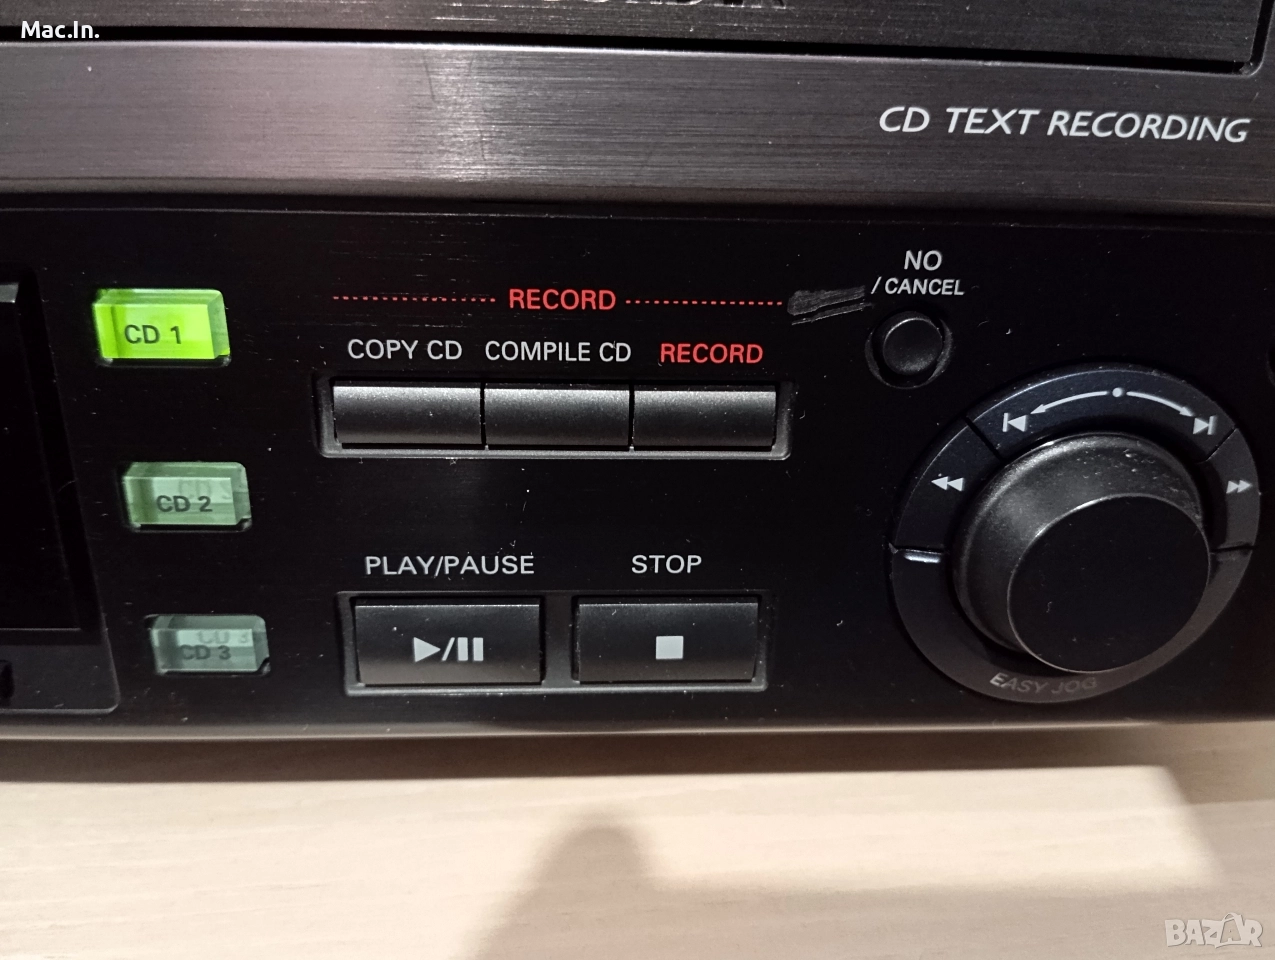 Mac.In.
CD TEXT RECORDING
NO
/CANCEL
RECORD
COPY CD COMPILE CD RECORD
CD 1
CD 2
PLAY/PAUSE STOP
CD 3
EASY JOG
BAZAR